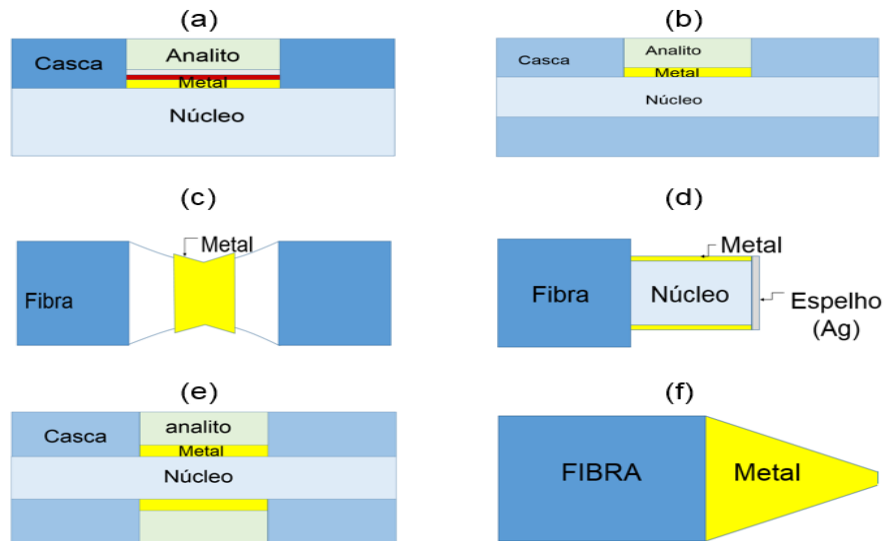 (a)
Casca
Analito
Metal
Núcleo
(b)
Casca
Analito
Metal
Núcleo
(c)
Metal
Fibra
(d)
Metal
Fibra
Núcleo
Espelho
(Ag)
(e)
Casca
analito
Metal
Núcleo
(f)
FIBRA
Metal